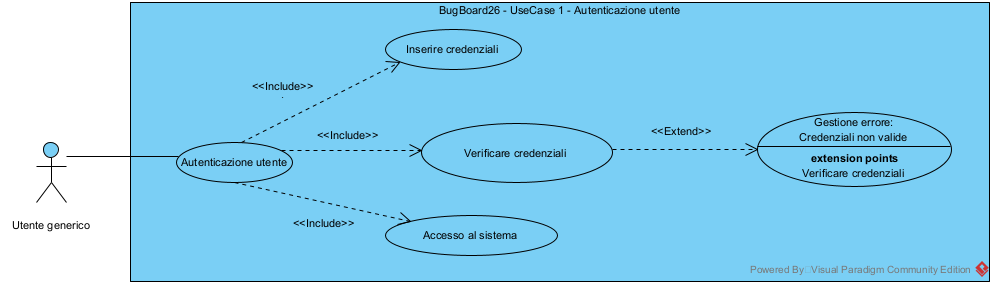 BugBoard26 - UseCase 1 - Autenticazione utente
Inserire credenziali
<<Include>>
<<Include>>
Verificare credenziali
<<Extend>>
Gestione errore:
Credenziali non valide
extension points
Verificare credenziali
Autenticazione utente
<<Include>>
Accesso al sistema
Utente generico
Powered By Visual Paradigm Community Edition